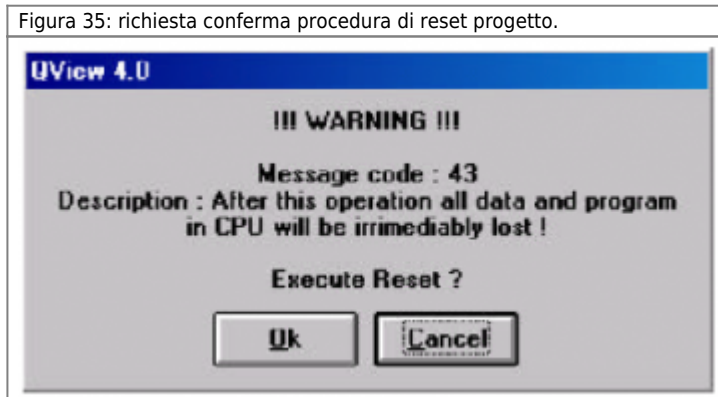 Figura 35: richiesta conferma procedura di reset progetto.
QView 4.0
!!! WARNING !!!
Message code : 43
Description : After this operation all data and program
in CPU will be irrimediably lost !
Execute Reset ?
Ok
Cancel